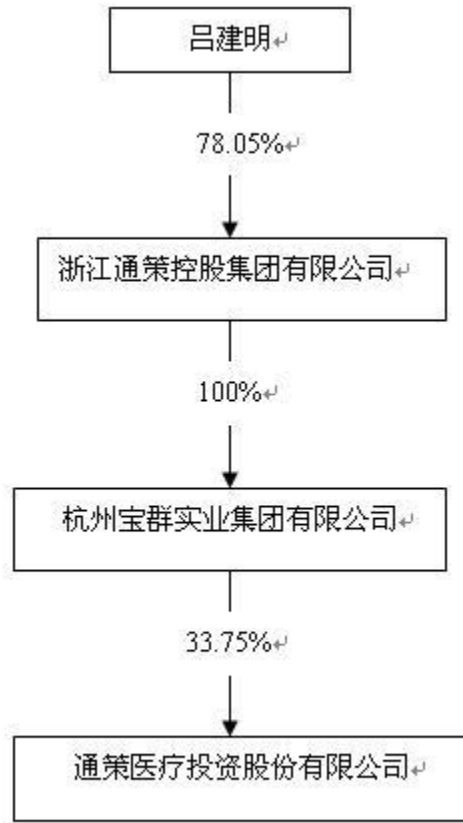 吕建明↵
78.05%↵
浙江通策控股集团有限公司↵
100%↵
杭州宝群实业集团有限公司↵
33.75%↵
通策医疗投资股份有限公司↵